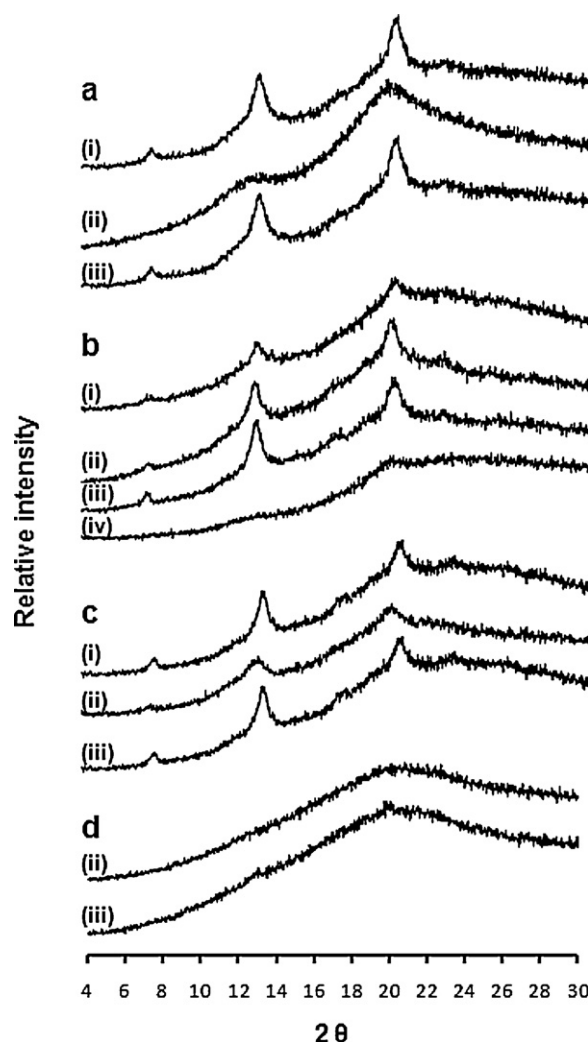 a
(i)
(ii)
(iii)
b
(i)
(ii)
(iii)
(iv)
c
(i)
(ii)
(iii)
d
(ii)
(iii)
Relative intensity
4 6 8 10 12 14 16 18 20 22 24 26 28 30
2 θ